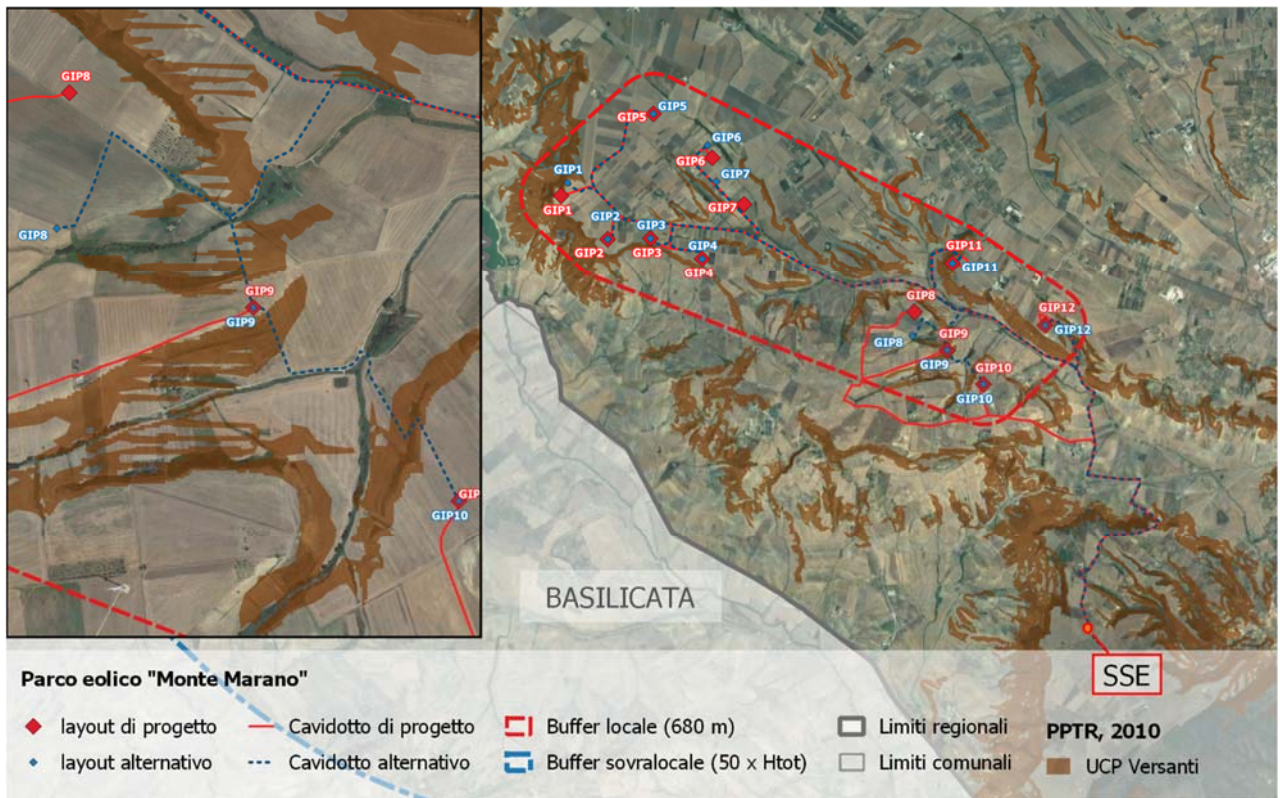 GIP8
GIP8
GIP9
GIP9
GIP
GIP10
GIP5
GIP5
GIP6
GIP6
GIP1
GIP7
GIP1
GIP7
GIP2
GIP3
GIP2
GIP3
GIP4
GIP4
GIP11
GIP11
GIP8
GIP12
GIP12
GIP8
GIP9
GIP9
GIP10
GIP10
BASILICATA
SSE
Parco eolico "Monte Marano"
layout di progetto
Cavidotto di progetto
Buffer locale (680 m)
Limiti regionali
PPTR, 2010
layout alternativo
Cavidotto alternativo
Buffer sovralocale (50 x Htot)
Limiti comunali
UCP Versanti